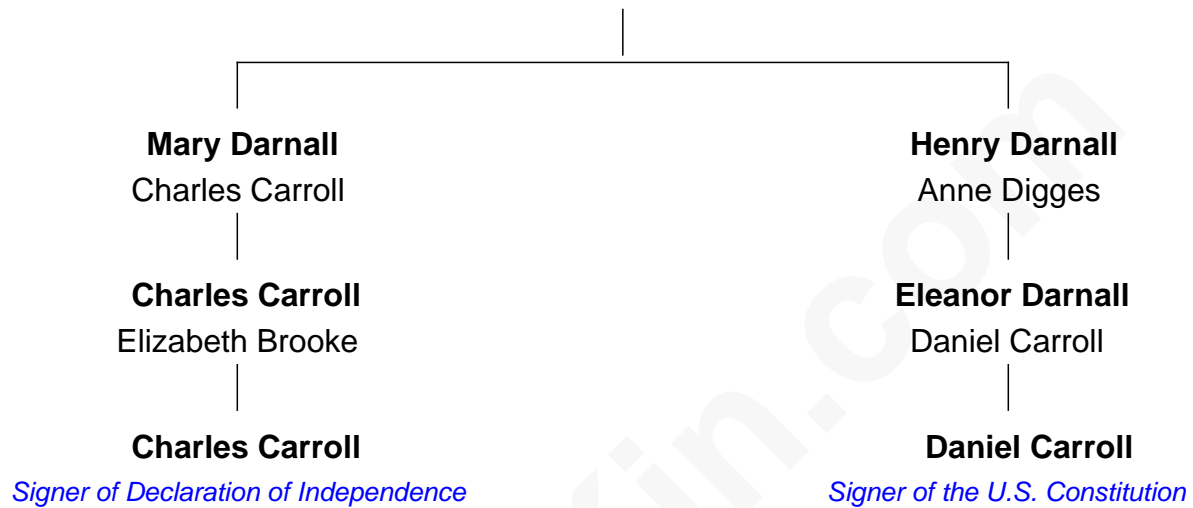 Mary Darnall
Charles Carroll
Charles Carroll
Elizabeth Brooke
Charles Carroll
Signer of Declaration of Independence
Henry Darnall
Anne Digges
Eleanor Darnall
Daniel Carroll
Daniel Carroll
Signer of the U.S. Constitution